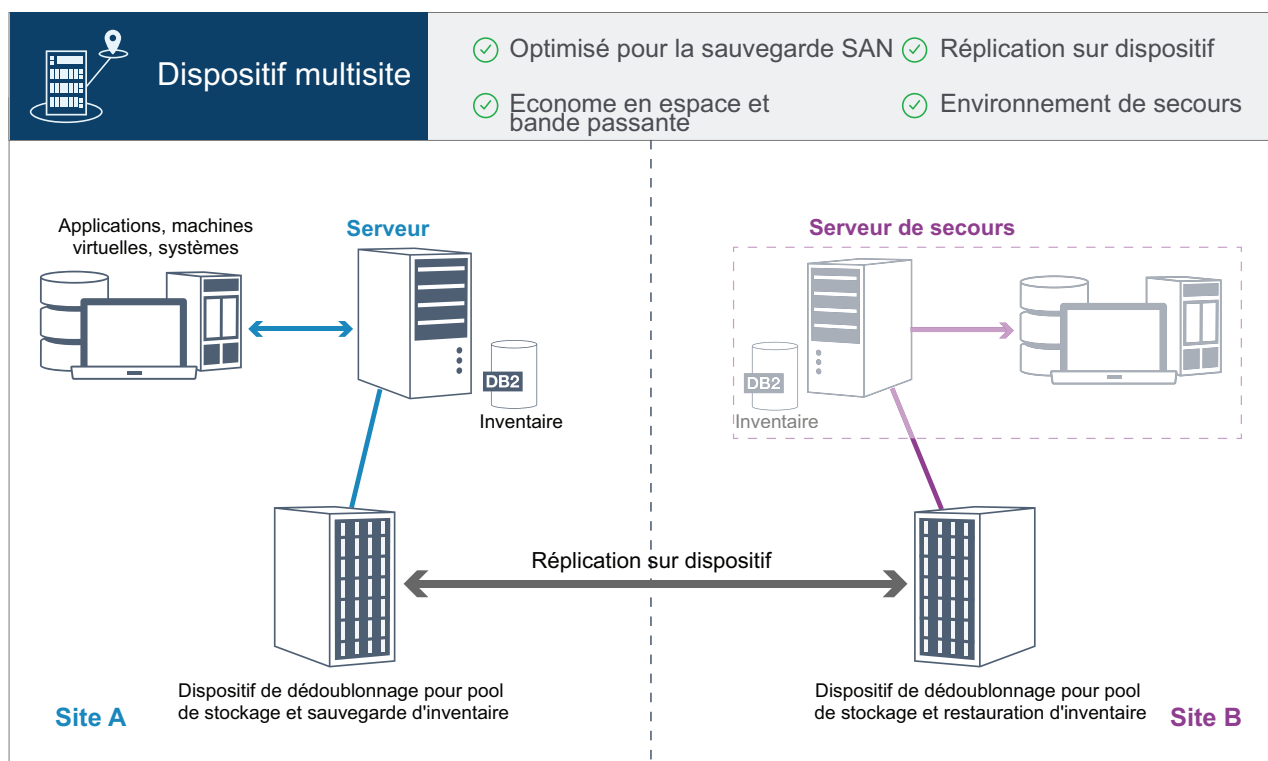 Dispositif multisite
Optimisé pour la sauvegarde SAN
Réplication sur dispositif
Econome en espace et
bande passante
Environnement de secours
Applications, machines
virtuelles, systèmes
Serveur
DB2
Inventaire
Serveur de secours
DB2
Inventaire
Réplication sur dispositif
Dispositif de dédoublonnage pour pool
de stockage et sauvegarde d'inventaire
Site A
Dispositif de dédoublonnage pour pool
de stockage et restauration d'inventaire
Site B